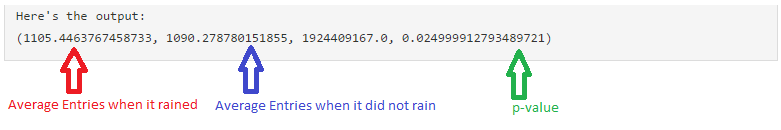 Here's the output:
(1105.4463767458733, 1090.278780151855, 1924409167.0, 0.024999912793489721)
Average Entries when it rained
Average Entries when it did not rain
p-value